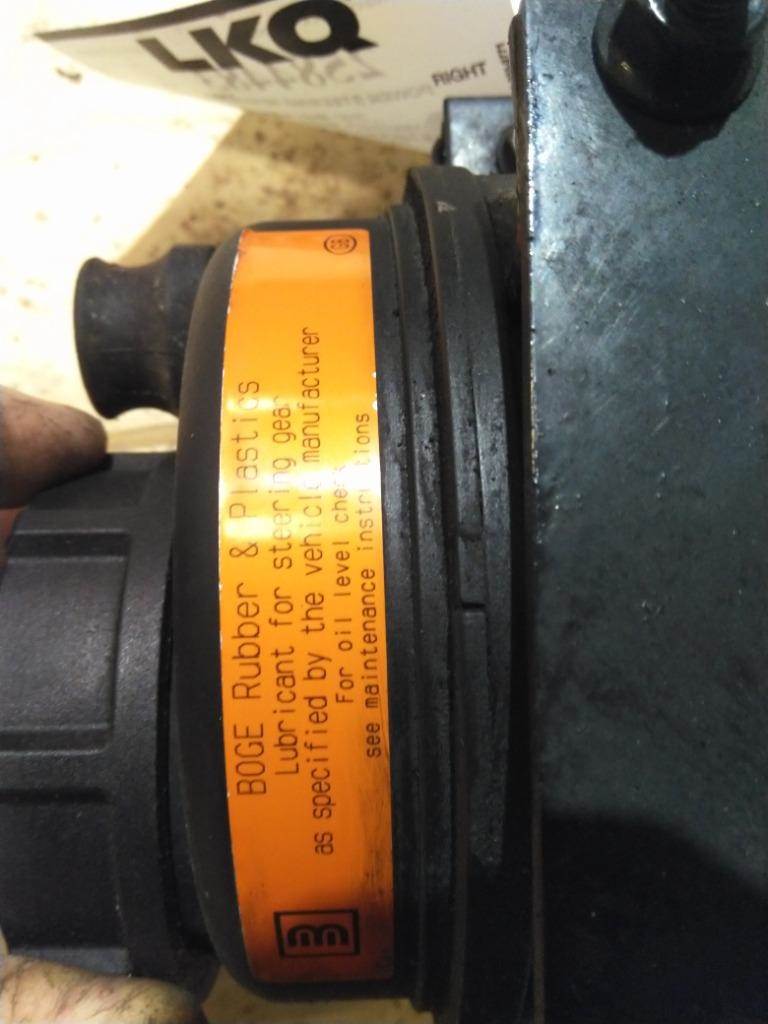 LKQ
RIGHT
GB
BOGE Rubber & Plastics
Lubricant for steering gear
as specified by the vehicle manufacturer
For oil level check
see maintenance instructions
B